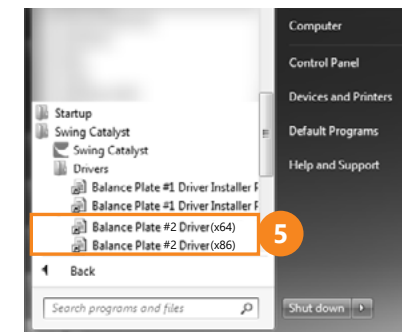 Startup
Swing Catalyst
Swing Catalyst
Drivers
Balance Plate #1 Driver Installer F
Balance Plate #1 Driver Installer F
Balance Plate #2 Driver(x64)
Balance Plate #2 Driver(x86)
Back
Search programs and files
Computer
Control Panel
Devices and Printers
Default Programs
Help and Support
5
Shut down